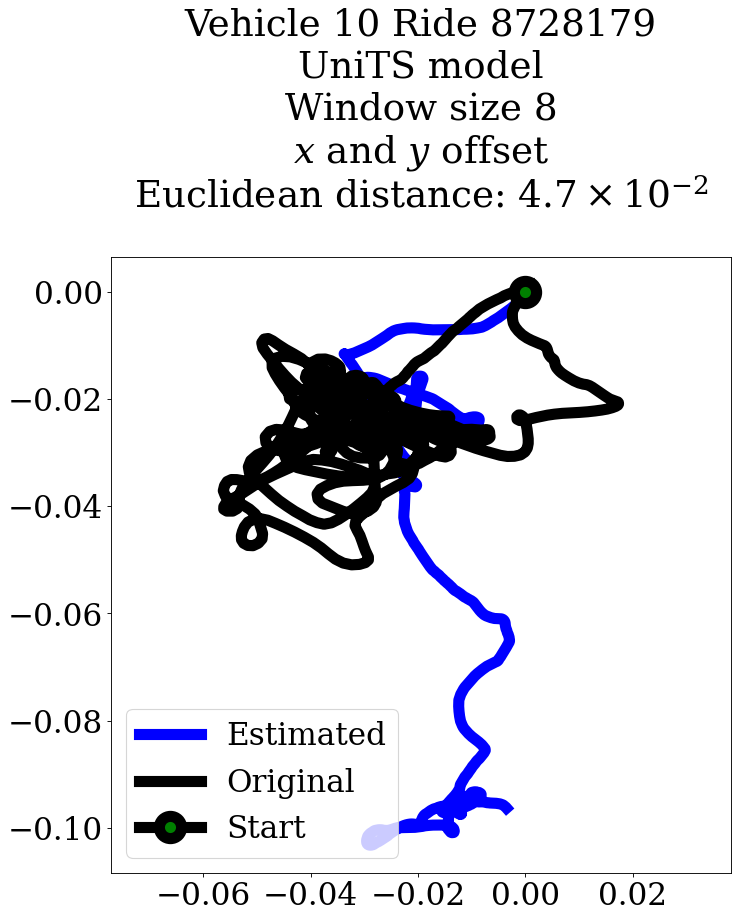 Vehicle 10 Ride 8728179
UniTS model
Window size 8
x and y offset
Euclidean distance: 4.7 × 10⁻²
0.00
−0.02
−0.04
−0.06
−0.08
−0.10
Estimated
Original
Start
−0.06 −0.04 −0.02 0.00 0.02